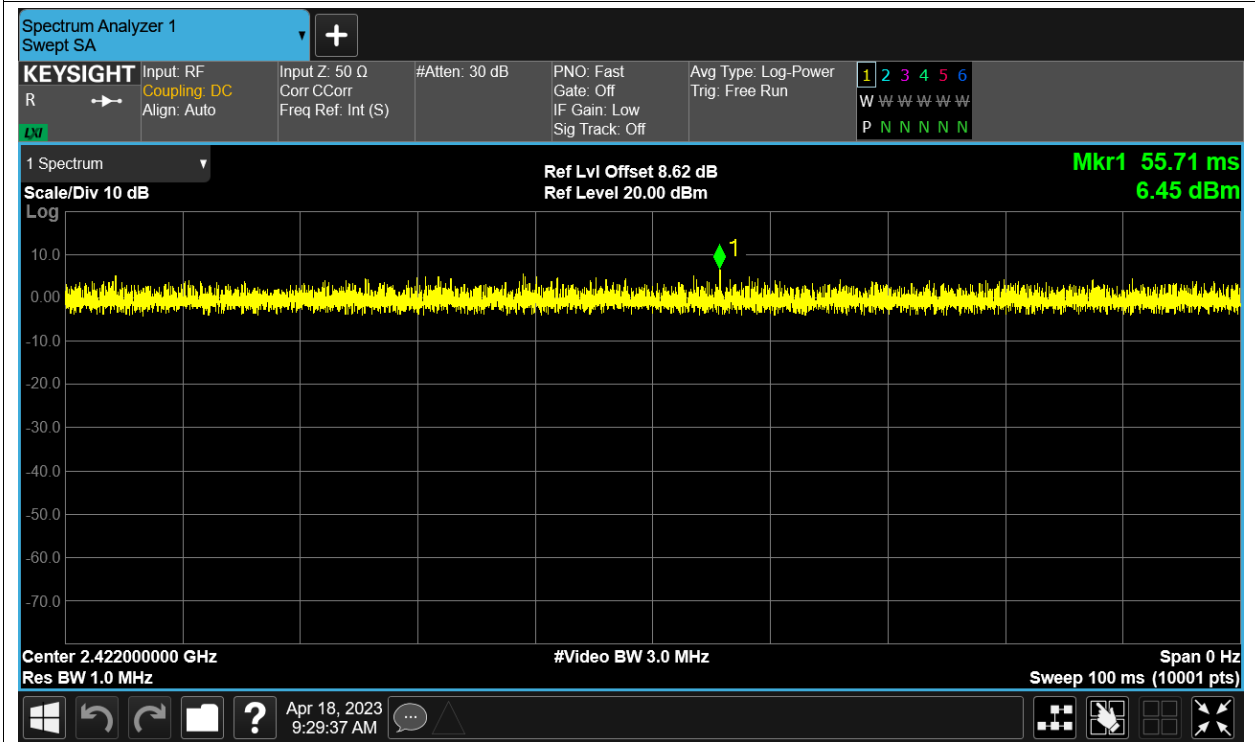 Spectrum Analyzer 1
Swept SA
KEYSIGHT
R
LXI
Input: RF
Coupling: DC
Align: Auto
Input Z: 50 Ω
Corr CCorr
Freq Ref: Int (S)
#Atten: 30 dB
PNO: Fast
Gate: Off
IF Gain: Low
Sig Track: Off
Avg Type: Log-Power
Trig: Free Run
1 2 3 4 5 6
W W W W W W
P N N N N N
1 Spectrum
Scale/Div 10 dB
Log
Ref Lvl Offset 8.62 dB
Ref Level 20.00 dBm
Mkr1 55.71 ms
6.45 dBm
1
10.0
0.00
-10.0
-20.0
-30.0
-40.0
-50.0
-60.0
-70.0
Center 2.422000000 GHz
Res BW 1.0 MHz
#Video BW 3.0 MHz
Span 0 Hz
Sweep 100 ms (10001 pts)
?
Apr 18, 2023
9:29:37 AM